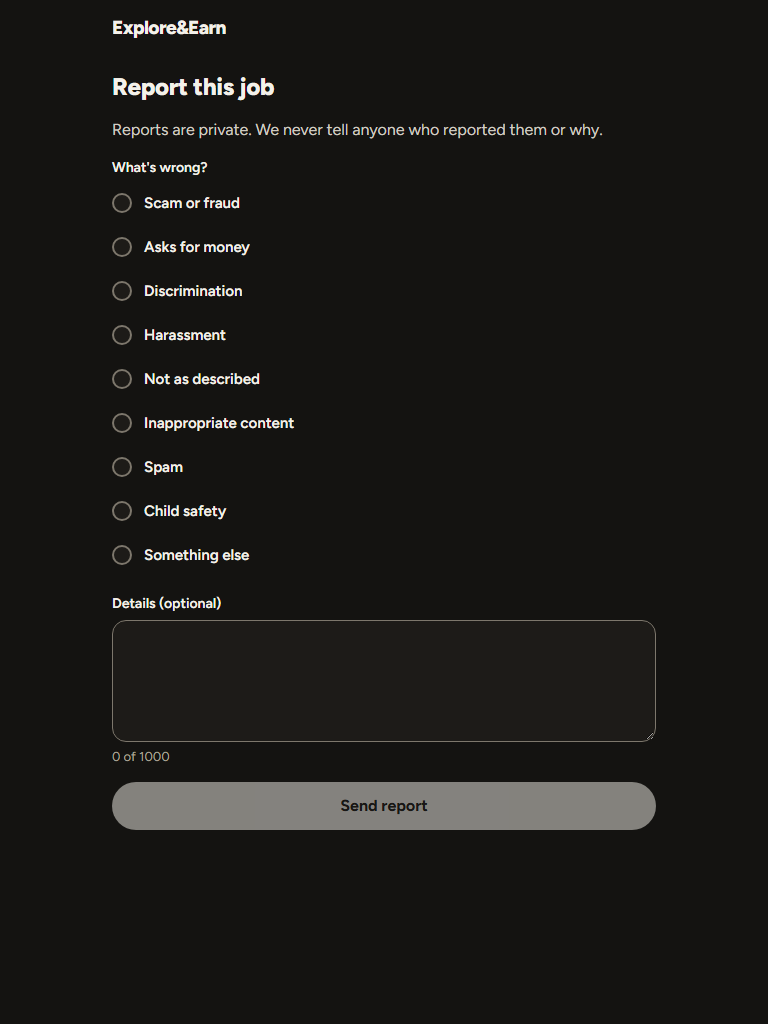 Explore&Earn
Report this job
Reports are private. We never tell anyone who reported them or why.
What's wrong?
Scam or fraud
Asks for money
Discrimination
Harassment
Not as described
Inappropriate content
Spam
Child safety
Something else
Details (optional)
0 of 1000
Send report